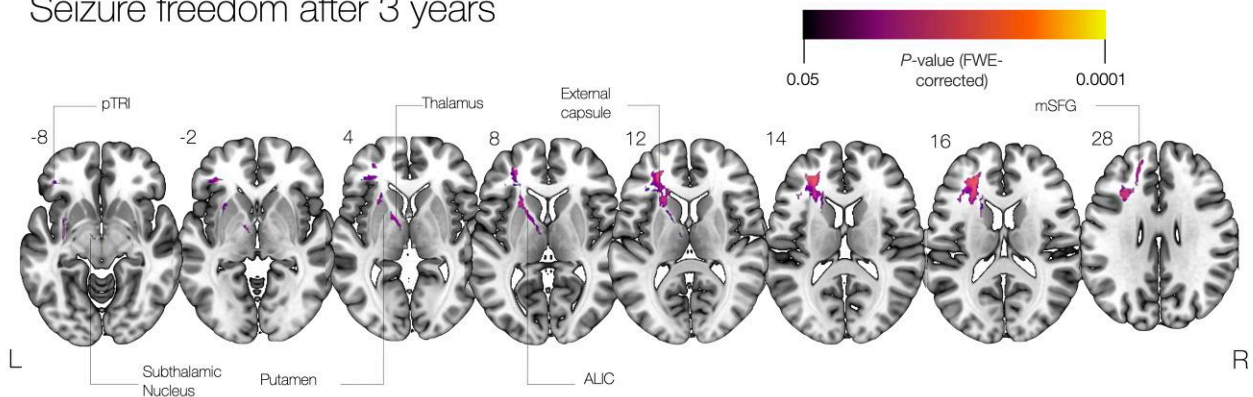 Seizure freedom after 3 years
P-value (FWE-
corrected)
0.05
0.0001
pTRI
Thalamus
External
capsule
mSFG
-8
-2
4
8
12
14
16
28
L
R
Subthalamic
Nucleus
Putamen
ALIC